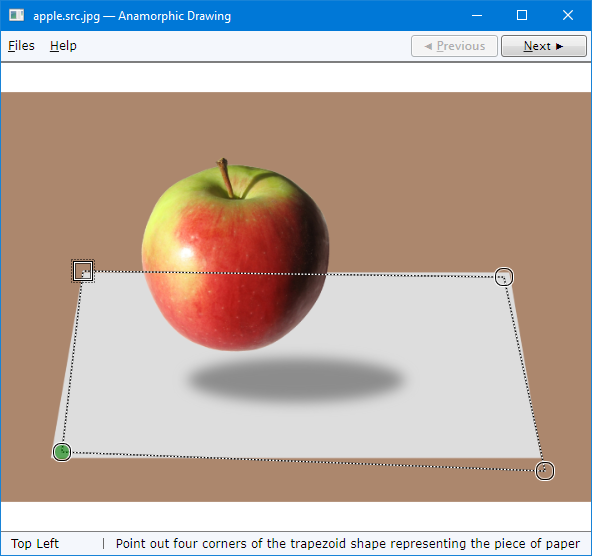 apple.src.jpg — Anamorphic Drawing
Files Help ◄ Previous Next ►
Top Left | Point out four corners of the trapezoid shape representing the piece of paper